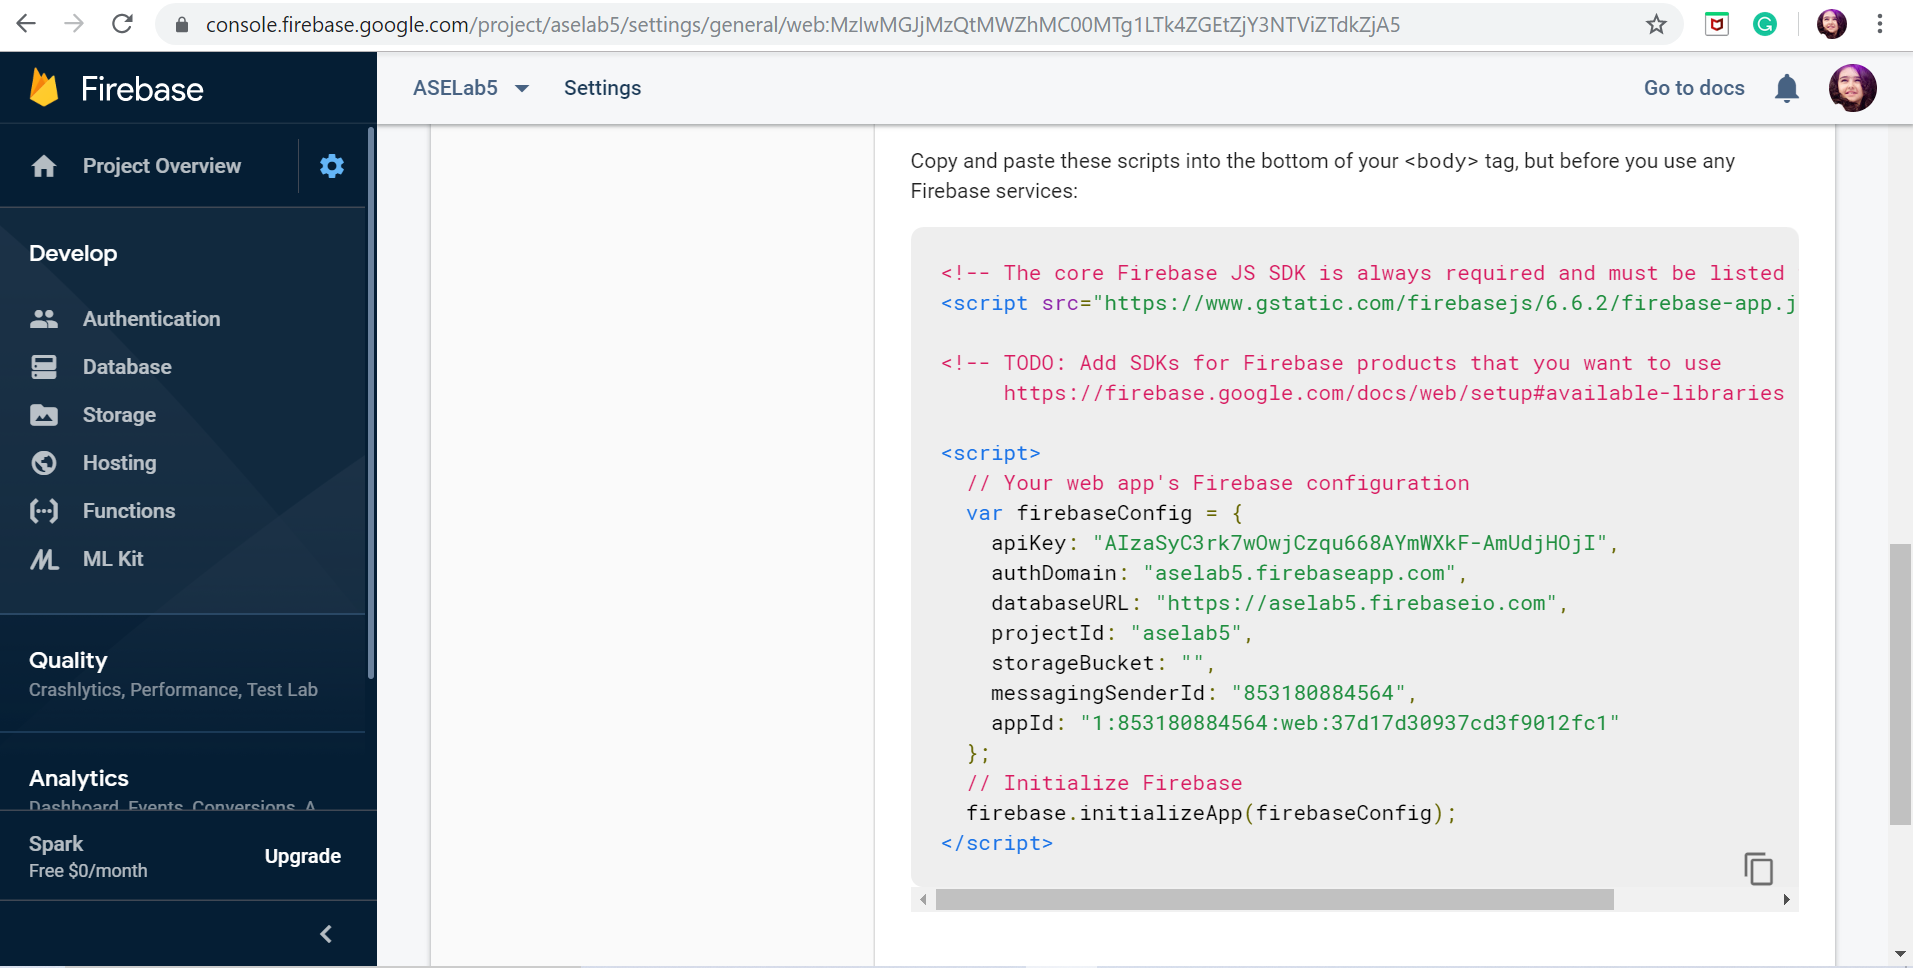 console.firebase.google.com/project/aselab5/settings/general/web:MzIwMGJjMzQtMWZhMC00MTg1LTk4ZGEtZjY3NTViZTdkZjA5
Firebase
ASELab5 Settings Go to docs
Project Overview
Develop
Authentication
Database
Storage
Hosting
Functions
ML Kit
Quality
Crashlytics, Performance, Test Lab
Analytics
Dashboard, Events, Conversions, A
Spark
Free $0/month
Upgrade
Copy and paste these scripts into the bottom of your <body> tag, but before you use any
Firebase services:
<!-- The core Firebase JS SDK is always required and must be listed
<script src="https://www.gstatic.com/firebasejs/6.6.2/firebase-app.j
<!-- TODO: Add SDKs for Firebase products that you want to use
https://firebase.google.com/docs/web/setup#available-libraries
<script>
// Your web app's Firebase configuration
var firebaseConfig = {
apiKey: "AIzaSyC3rk7wOwjCzqu668AYmWXkF-AmUdjHOjI",
authDomain: "aselab5.firebaseapp.com",
databaseURL: "https://aselab5.firebaseio.com",
projectId: "aselab5",
storageBucket: "",
messagingSenderId: "853180884564",
appId: "1:853180884564:web:37d17d30937cd3f9012fc1"
};
// Initialize Firebase
firebase.initializeApp(firebaseConfig);
</script>